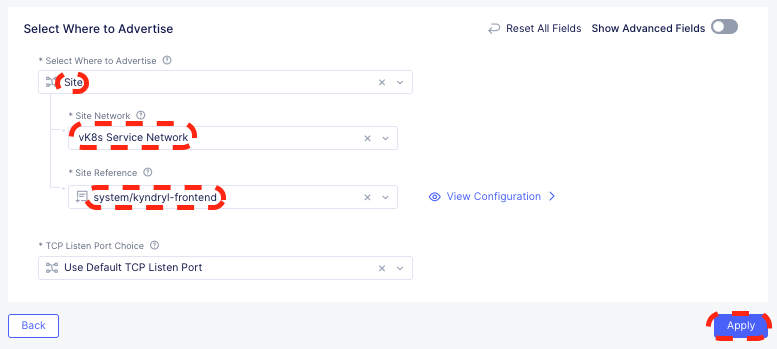 Select Where to Advertise
Reset All Fields
Show Advanced Fields
* Select Where to Advertise
Site
* Site Network
vK8s Service Network
* Site Reference
system/kyndryl-frontend
View Configuration
* TCP Listen Port Choice
Use Default TCP Listen Port
Back
Apply